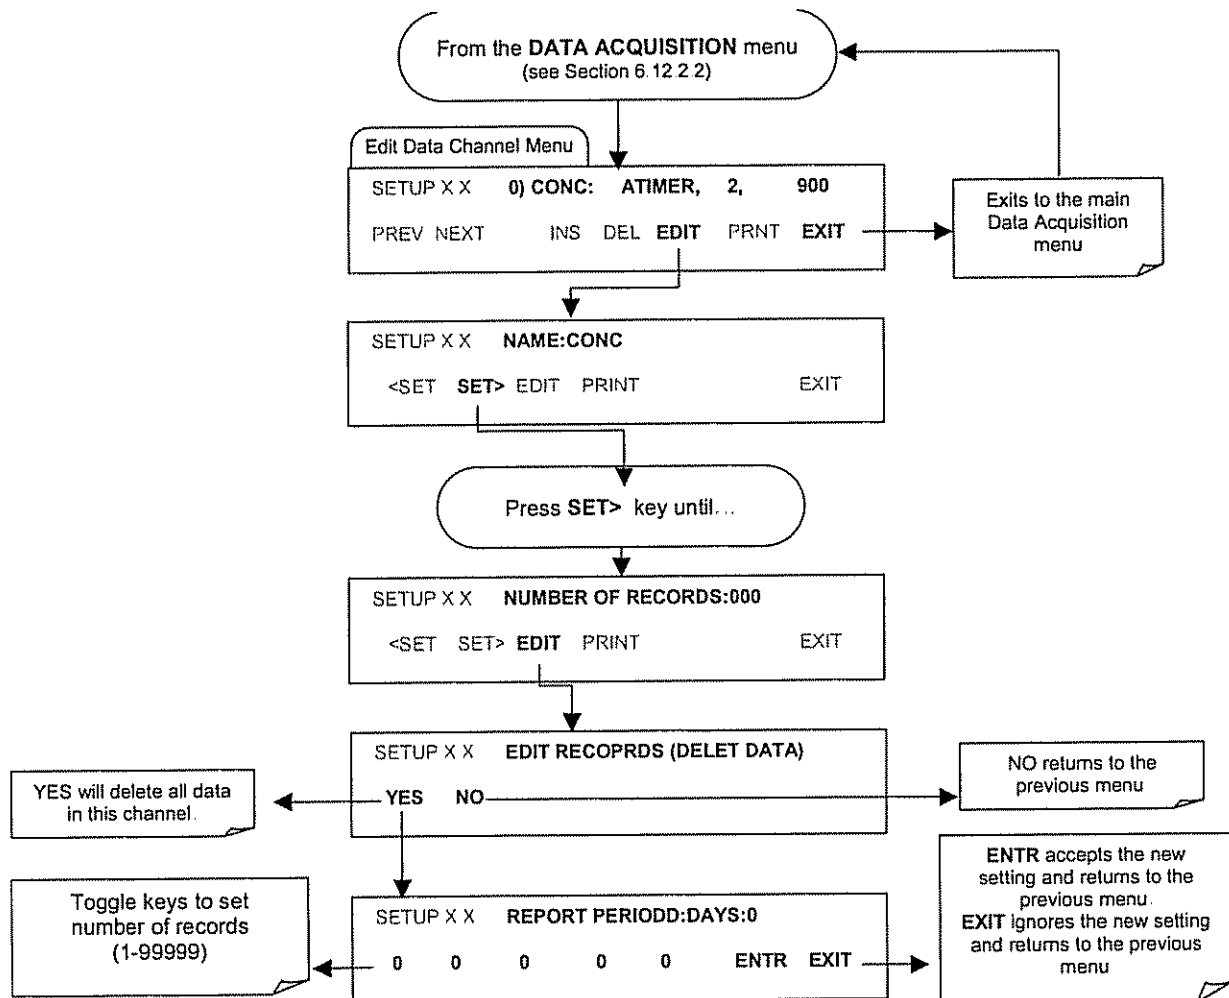 From the DATA ACQUISITION menu
(see Section 6.12.2.2)
Edit Data Channel Menu
SETUP X X 0) CONC: ATIMER, 2, 900
PREV NEXT INS DEL EDIT PRNT EXIT
Exits to the main
Data Acquisition
menu
SETUP X X NAME:CONC
<SET SET> EDIT PRINT EXIT
Press SET> key until...
SETUP X X NUMBER OF RECORDS:000
<SET SET> EDIT PRINT EXIT
SETUP X X EDIT RECOPRDS (DELET DATA)
YES NO
YES will delete all data
in this channel.
NO returns to the
previous menu
Toggle keys to set
number of records
(1-99999)
SETUP X X REPORT PERIODD:DAYS:0
0 0 0 0 0 ENTR EXIT
ENTR accepts the new
setting and returns to the
previous menu.
EXIT ignores the new setting
and returns to the previous
menu